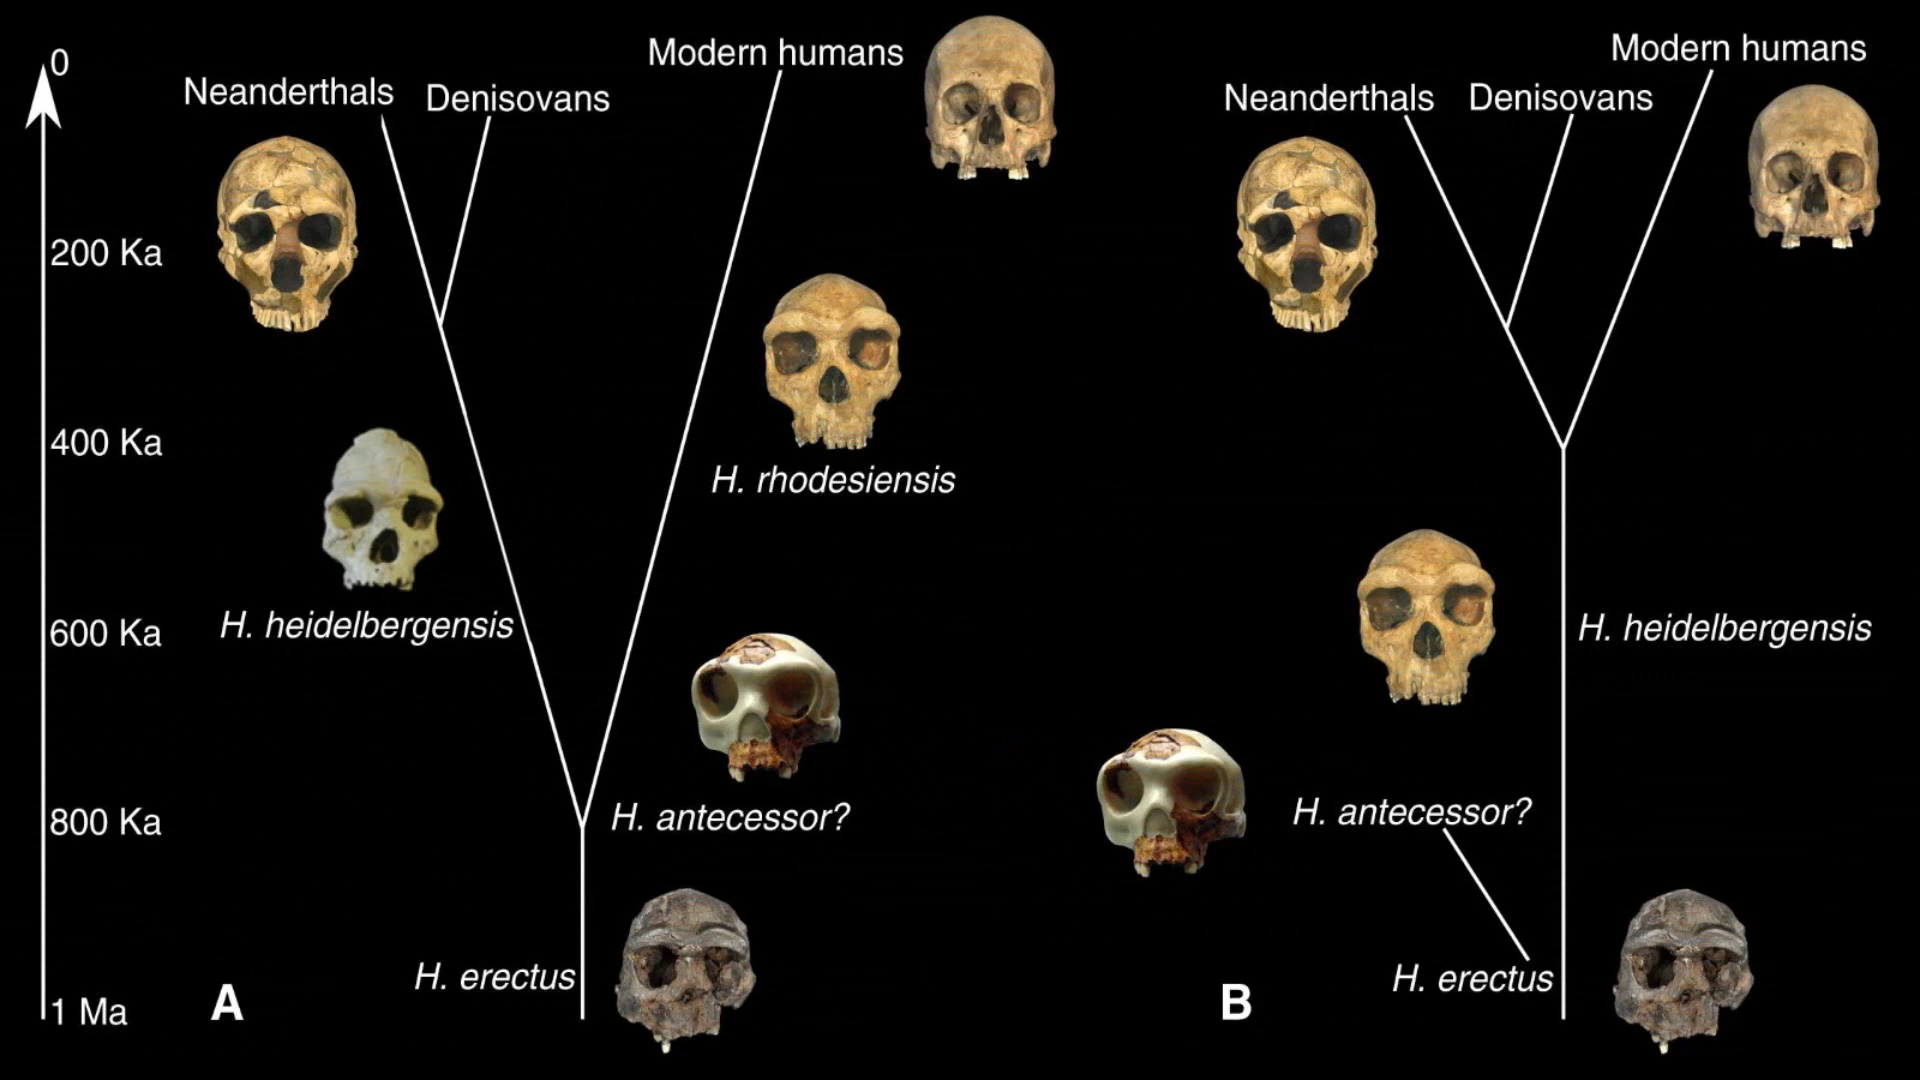 0
200 Ka
400 Ka
600 Ka
800 Ka
1 Ma
Neanderthals
Denisovans
Modern humans
H. rhodesiensis
H. heidelbergensis
H. antecessor?
H. erectus
A
Modern humans
Neanderthals
Denisovans
H. heidelbergensis
H. antecessor?
H. erectus
B